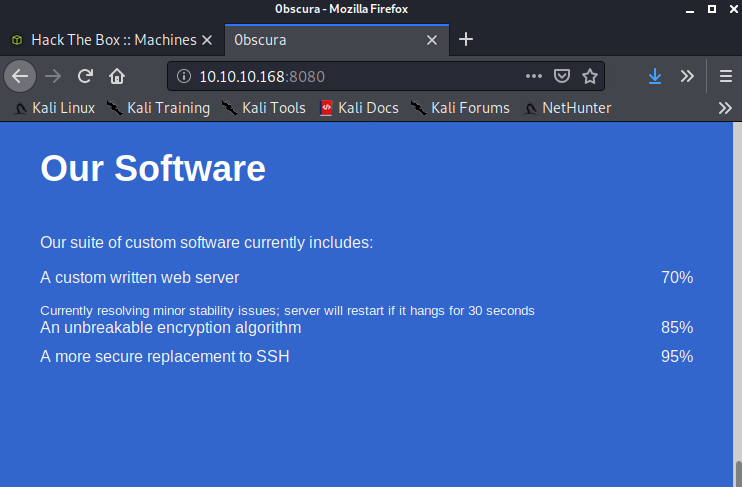 0bscura - Mozilla Firefox
Hack The Box :: Machines
0bscura
10.10.10.168:8080
Kali Linux Kali Training Kali Tools Kali Docs Kali Forums NetHunter
Our Software
Our suite of custom software currently includes:
A custom written web server 70%
Currently resolving minor stability issues; server will restart if it hangs for 30 seconds
An unbreakable encryption algorithm 85%
A more secure replacement to SSH 95%